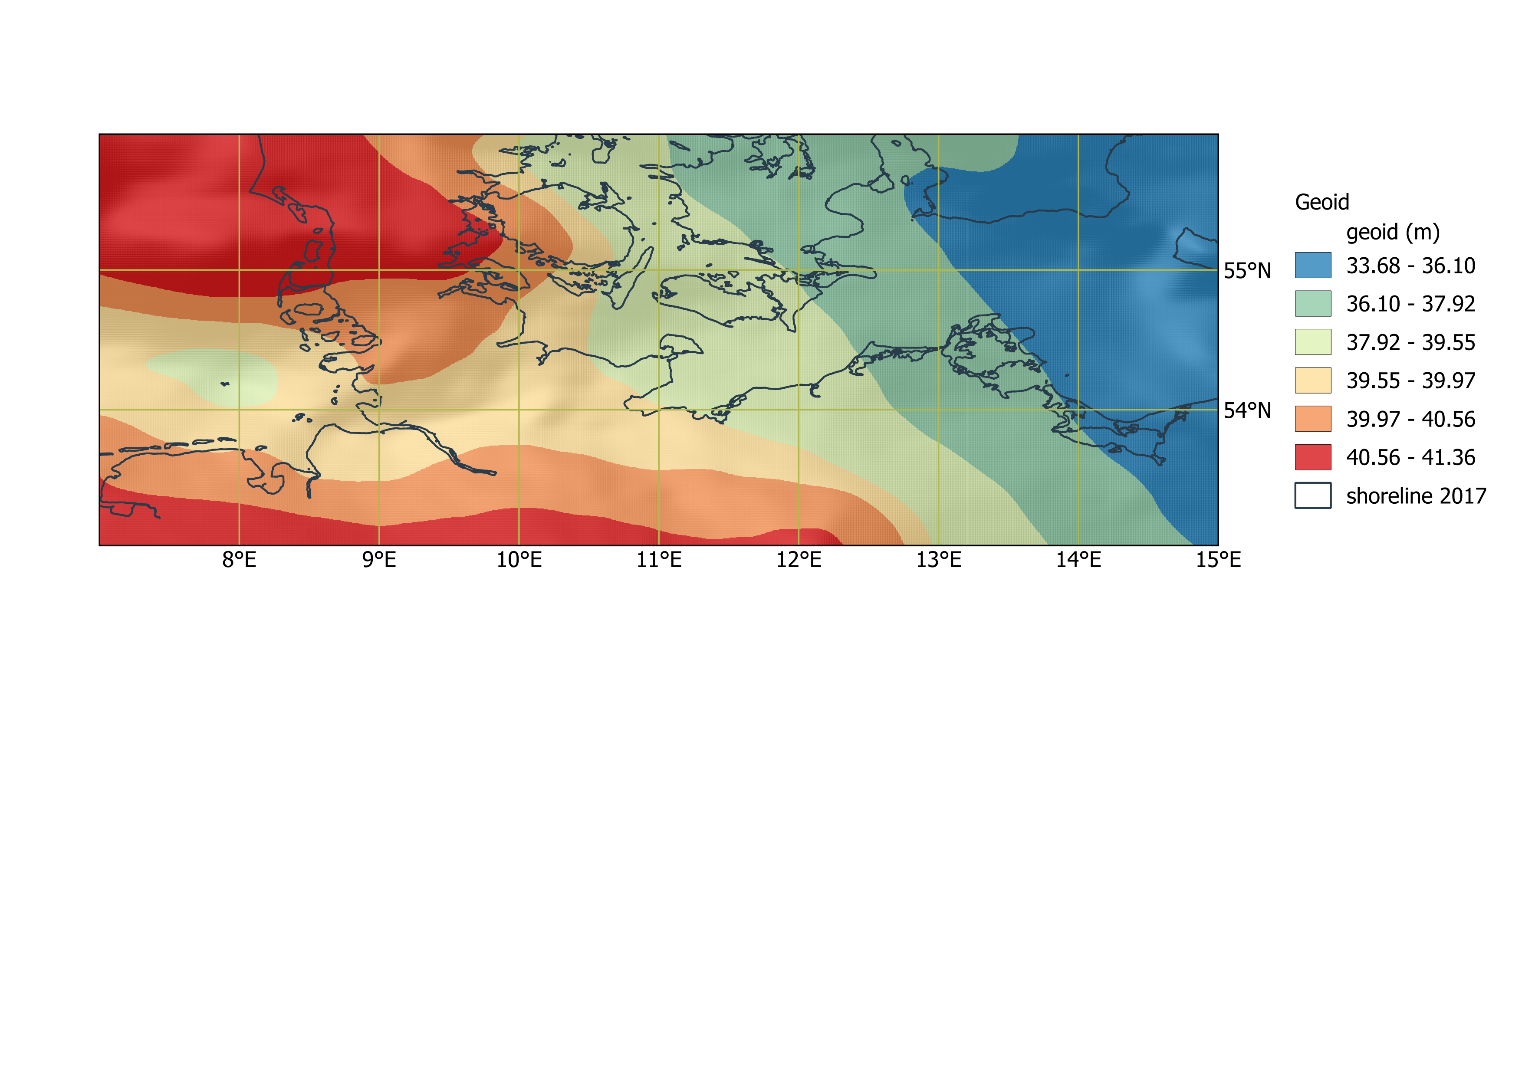 Geoid
geoid (m)
33.68 - 36.10
36.10 - 37.92
37.92 - 39.55
39.55 - 39.97
39.97 - 40.56
40.56 - 41.36
shoreline 2017
55°N
54°N
8°E 9°E 10°E 11°E 12°E 13°E 14°E 15°E